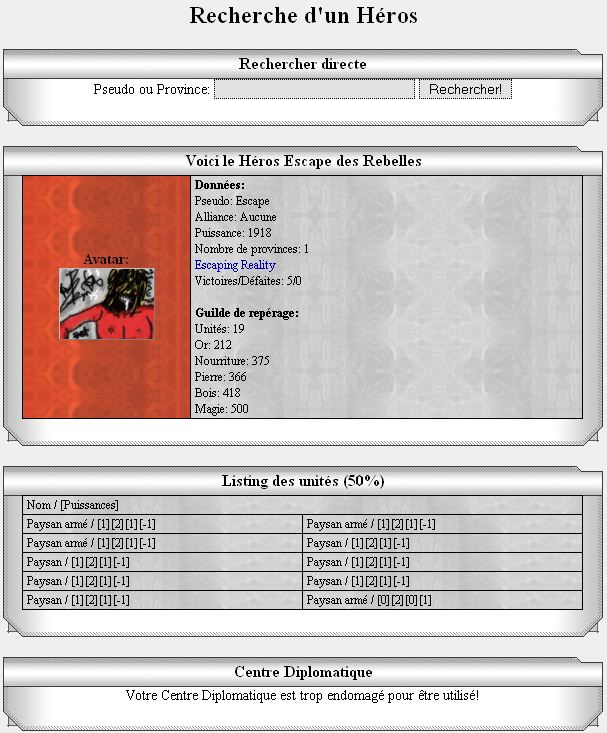 Recherche d'un Héros
Rechercher directe
Pseudo ou Province: Rechercher!
Voici le Héros Escape des Rebelles
Avatar:
Données:
Pseudo: Escape
Alliance: Aucune
Puissance: 1918
Nombre de provinces: 1
Escaping Reality
Victoires/Défaites: 5/0
Guilde de repérage:
Unités: 19
Or: 212
Nourriture: 375
Pierre: 366
Bois: 418
Magie: 500
Listing des unités (50%)
Nom / [Puissances]
Paysan armé / [1][2][1][-1] Paysan armé / [1][2][1][-1]
Paysan armé / [1][2][1][-1] Paysan / [1][2][1][-1]
Paysan / [1][2][1][-1] Paysan / [1][2][1][-1]
Paysan / [1][2][1][-1] Paysan / [1][2][1][-1]
Paysan / [1][2][1][-1] Paysan armé / [0][2][0][1]
Centre Diplomatique
Votre Centre Diplomatique est trop endomagé pour être utilisé!